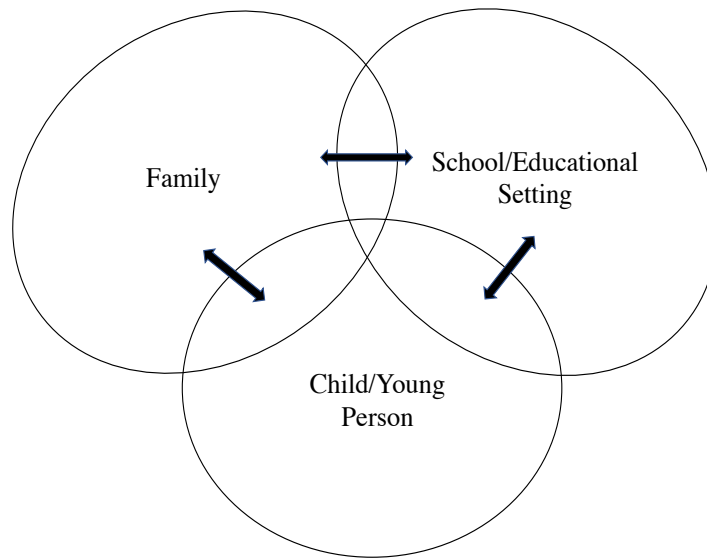 Family
School/Educational
Setting
Child/Young
Person